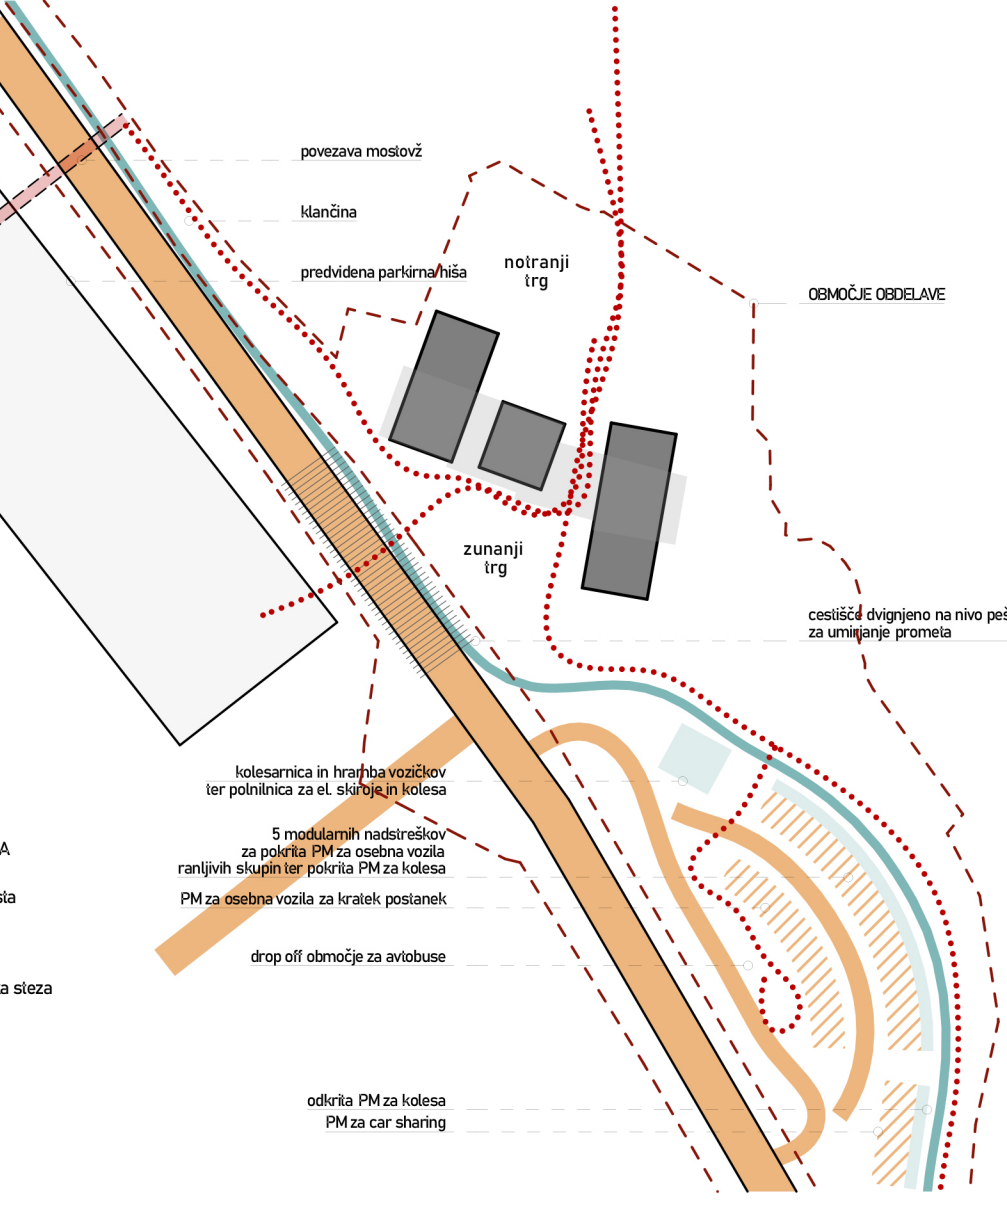 povezava mostovž
klančina
predvidena parkirna hiša
notranji
trg
OBMOČJE OBDELAVE
zunanji
trg
cestišče dvignjeno na nivo peš
za umirjanje prometa
kolesarnica in hramba vozičkov
ter polnilnica za el. skiroje in kolesa
5 modularnih nadstreškov
za pokrita PM za osebna vozila
ranljivih skupin ter pokrita PM za kolesa
PM za osebna vozila za kratek postanek
drop off območje za avtobuse
odkrita PM za kolesa
PM za car sharing
A
sta
a steza